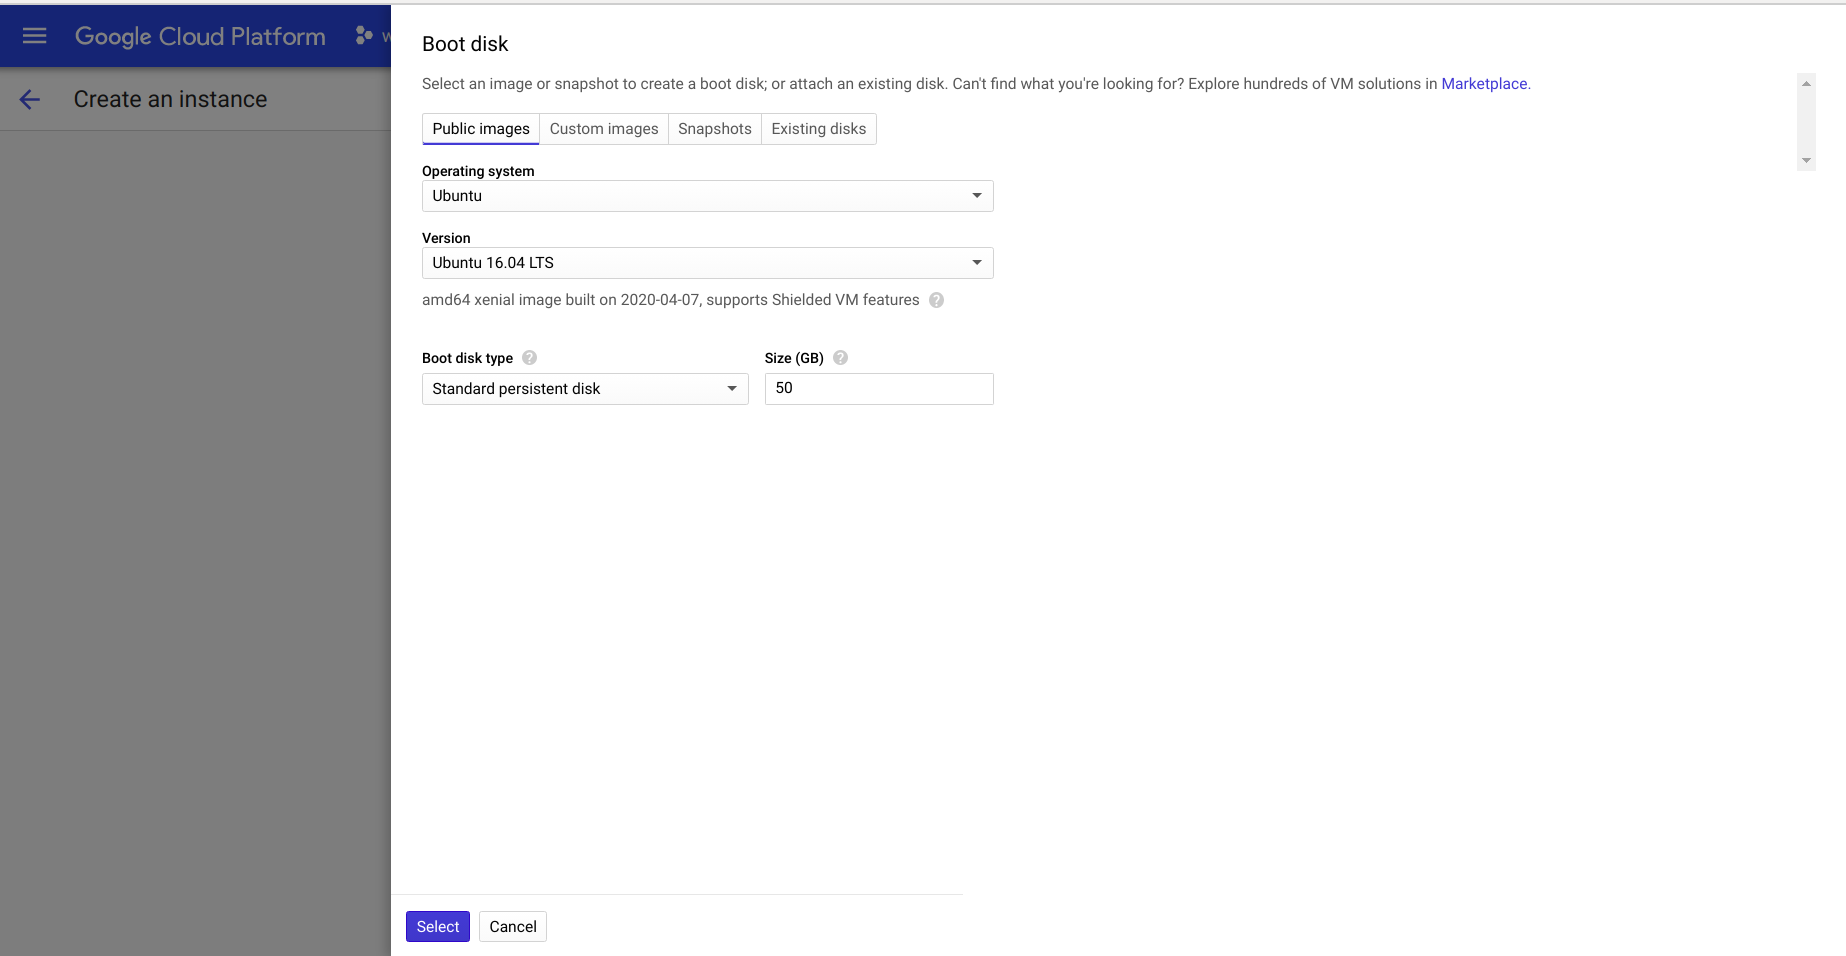 Google Cloud Platform
Create an instance
Boot disk
Select an image or snapshot to create a boot disk; or attach an existing disk. Can't find what you're looking for? Explore hundreds of VM solutions in Marketplace.
Public images Custom images Snapshots Existing disks
Operating system
Ubuntu
Version
Ubuntu 16.04 LTS
amd64 xenial image built on 2020-04-07, supports Shielded VM features ?
Boot disk type ? Size (GB) ?
Standard persistent disk 50
Select Cancel